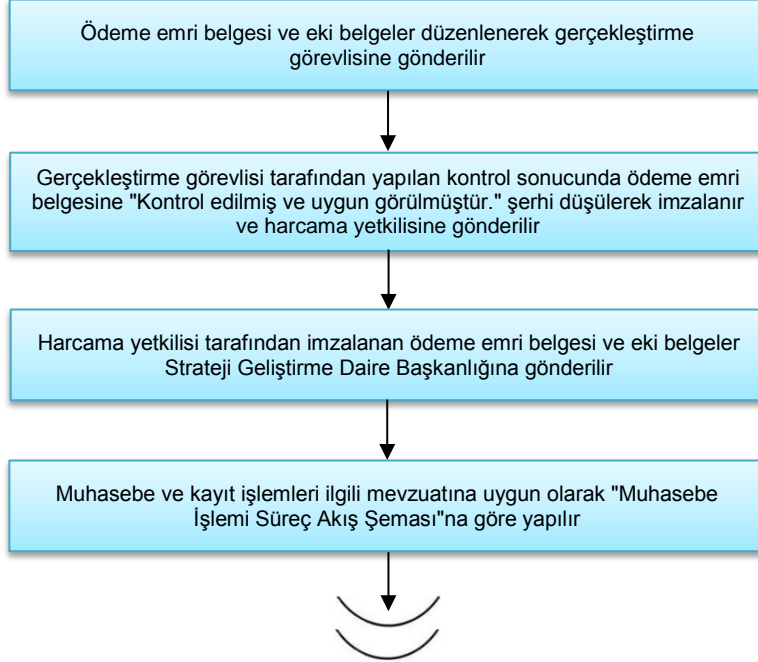 Ödeme emri belgesi ve eki belgeler düzenlenerek gerçekleştirme
görevlisine gönderilir
Gerçekleştirme görevlisi tarafından yapılan kontrol sonucunda ödeme emri
belgesine "Kontrol edilmiş ve uygun görülmüştür." şerhi düşülerek imzalanır
ve harcama yetkilisine gönderilir
Harcama yetkilisi tarafından imzalanan ödeme emri belgesi ve eki belgeler
Strateji Geliştirme Daire Başkanlığına gönderilir
Muhasebe ve kayıt işlemleri ilgili mevzuatına uygun olarak "Muhasebe
İşlemi Süreç Akış Şeması"na göre yapılır